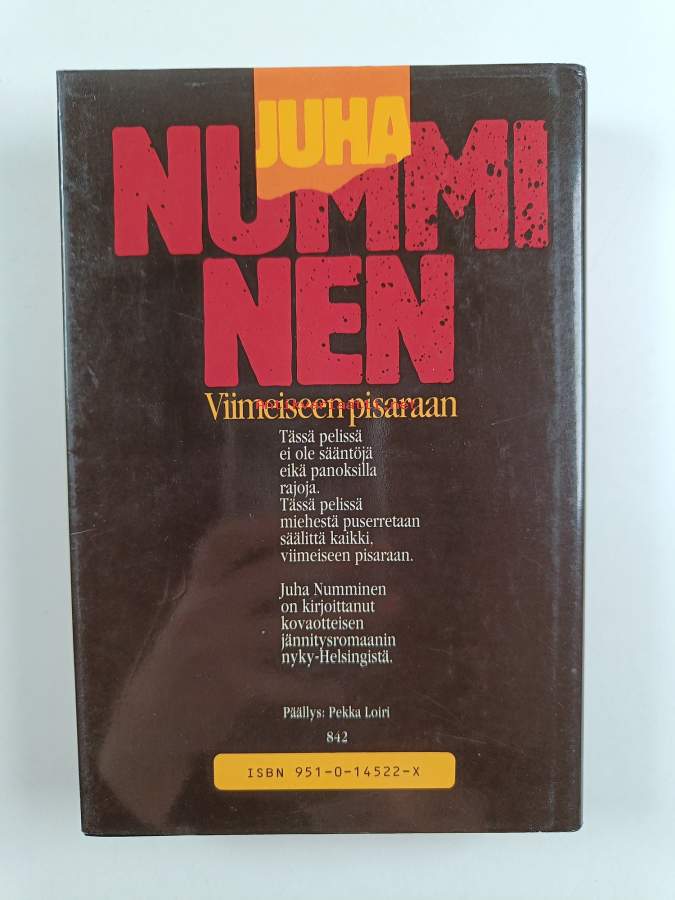 JUHA
NUMMI
NEN
Viimeiseen pisaraan
Tässä pelissä
ei ole sääntöjä
eikä panoksilla
rajoja.
Tässä pelissä
miehestä puserretaan
säälittä kaikki,
viimeiseen pisaraan.
Juha Numminen
on kirjoittanut
kovaotteisen
jännitysromaanin
nyky-Helsingistä.
Päällys: Pekka Loiri
842
ISBN 951-0-14522-X